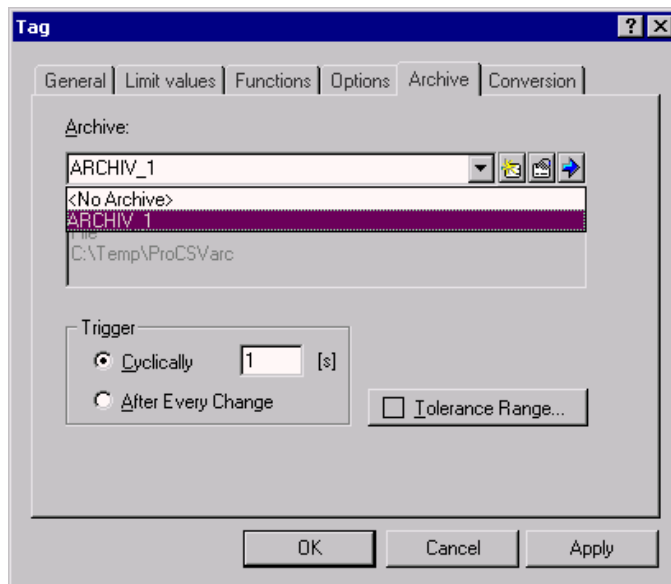 Tag
General Limit values Functions Options Archive Conversion
Archive:
ARCHIV_1
<No Archive>
ARCHIV_1
File
C:\Temp\ProCSVarc
Trigger
Cyclically 1 [s]
After Every Change
Tolerance Range...
OK Cancel Apply